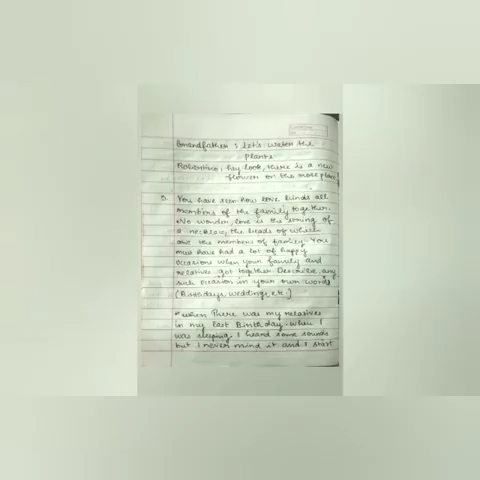 Grandfather : let's water the
plants
Robertino : hey look, there is a new
flower on the rose plant
3. You have seen how love binds all
members of the family together.
No wonder, love is the string of
a necklace, the beads of which
are the members of family. You
must have had a lot of happy
occasions when your family and
relatives got together. Describe any
such occasion in your own words
(Birthdays, weddings, etc.)
"when there was my relatives
in my last Birthday, when I
was sleeping, I heard some sounds
but I never mind it and I start